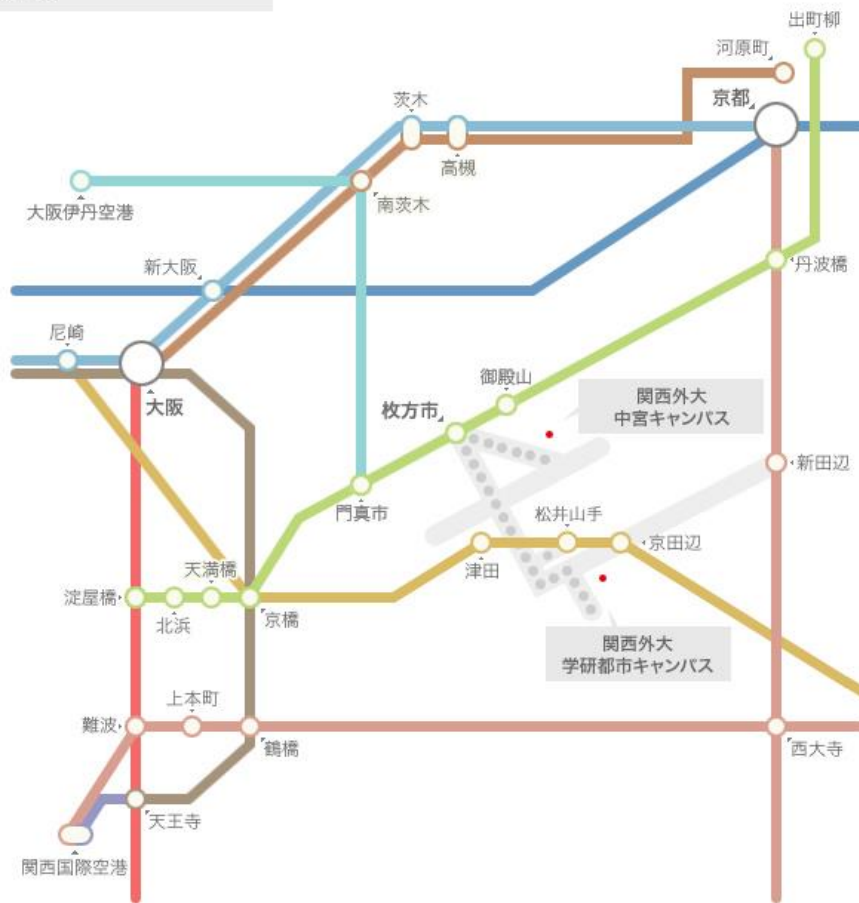 出町柳
河原町
京都
茨木
高槻
大阪伊丹空港
南茨木
新大阪
丹波橋
尼崎
大阪
御殿山
枚方市
関西外大
中宮キャンパス
新田辺
門真市
松井山手
京田辺
津田
天満橋
淀屋橋
北浜
京橋
関西外大
学研都市キャンパス
上本町
難波
鶴橋
西大寺
天王寺
関西国際空港